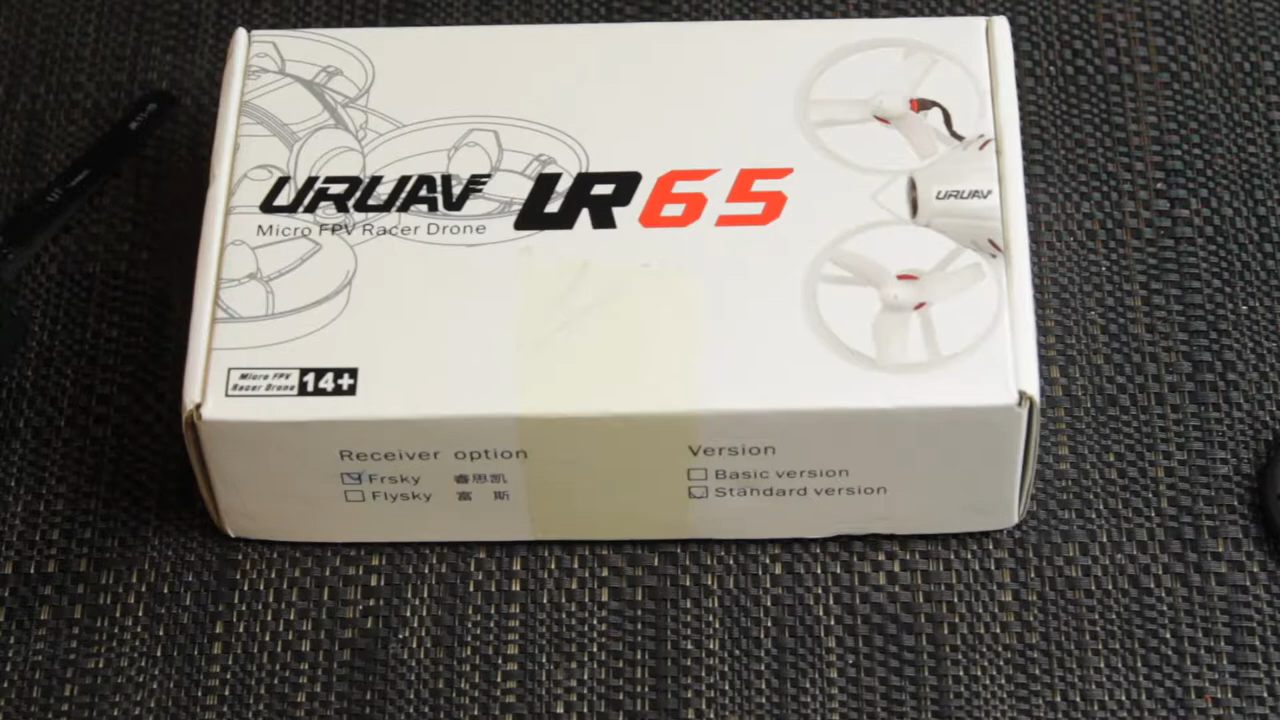 URUAV UR65
Micro FPV Racer Drone
URUAV
Micro FPV
Racer Drone
14+
Receiver option
Frsky 睿思凯
Flysky 富 斯
Version
Basic version
Standard version